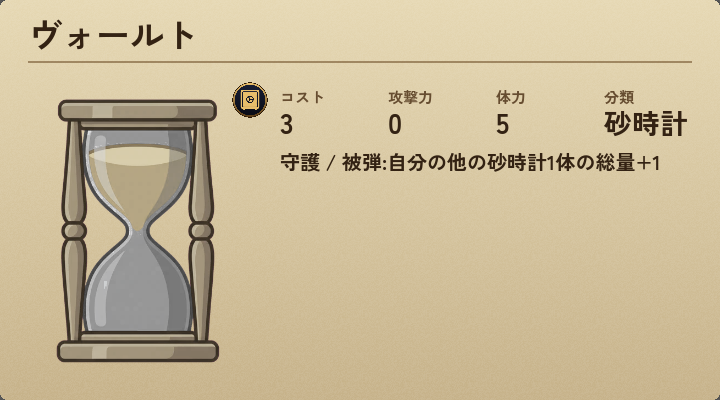 ヴォールト
コスト 攻撃力 体力 分類
3 0 5 砂時計
守護 / 被弾:自分の他の砂時計1体の総量+1